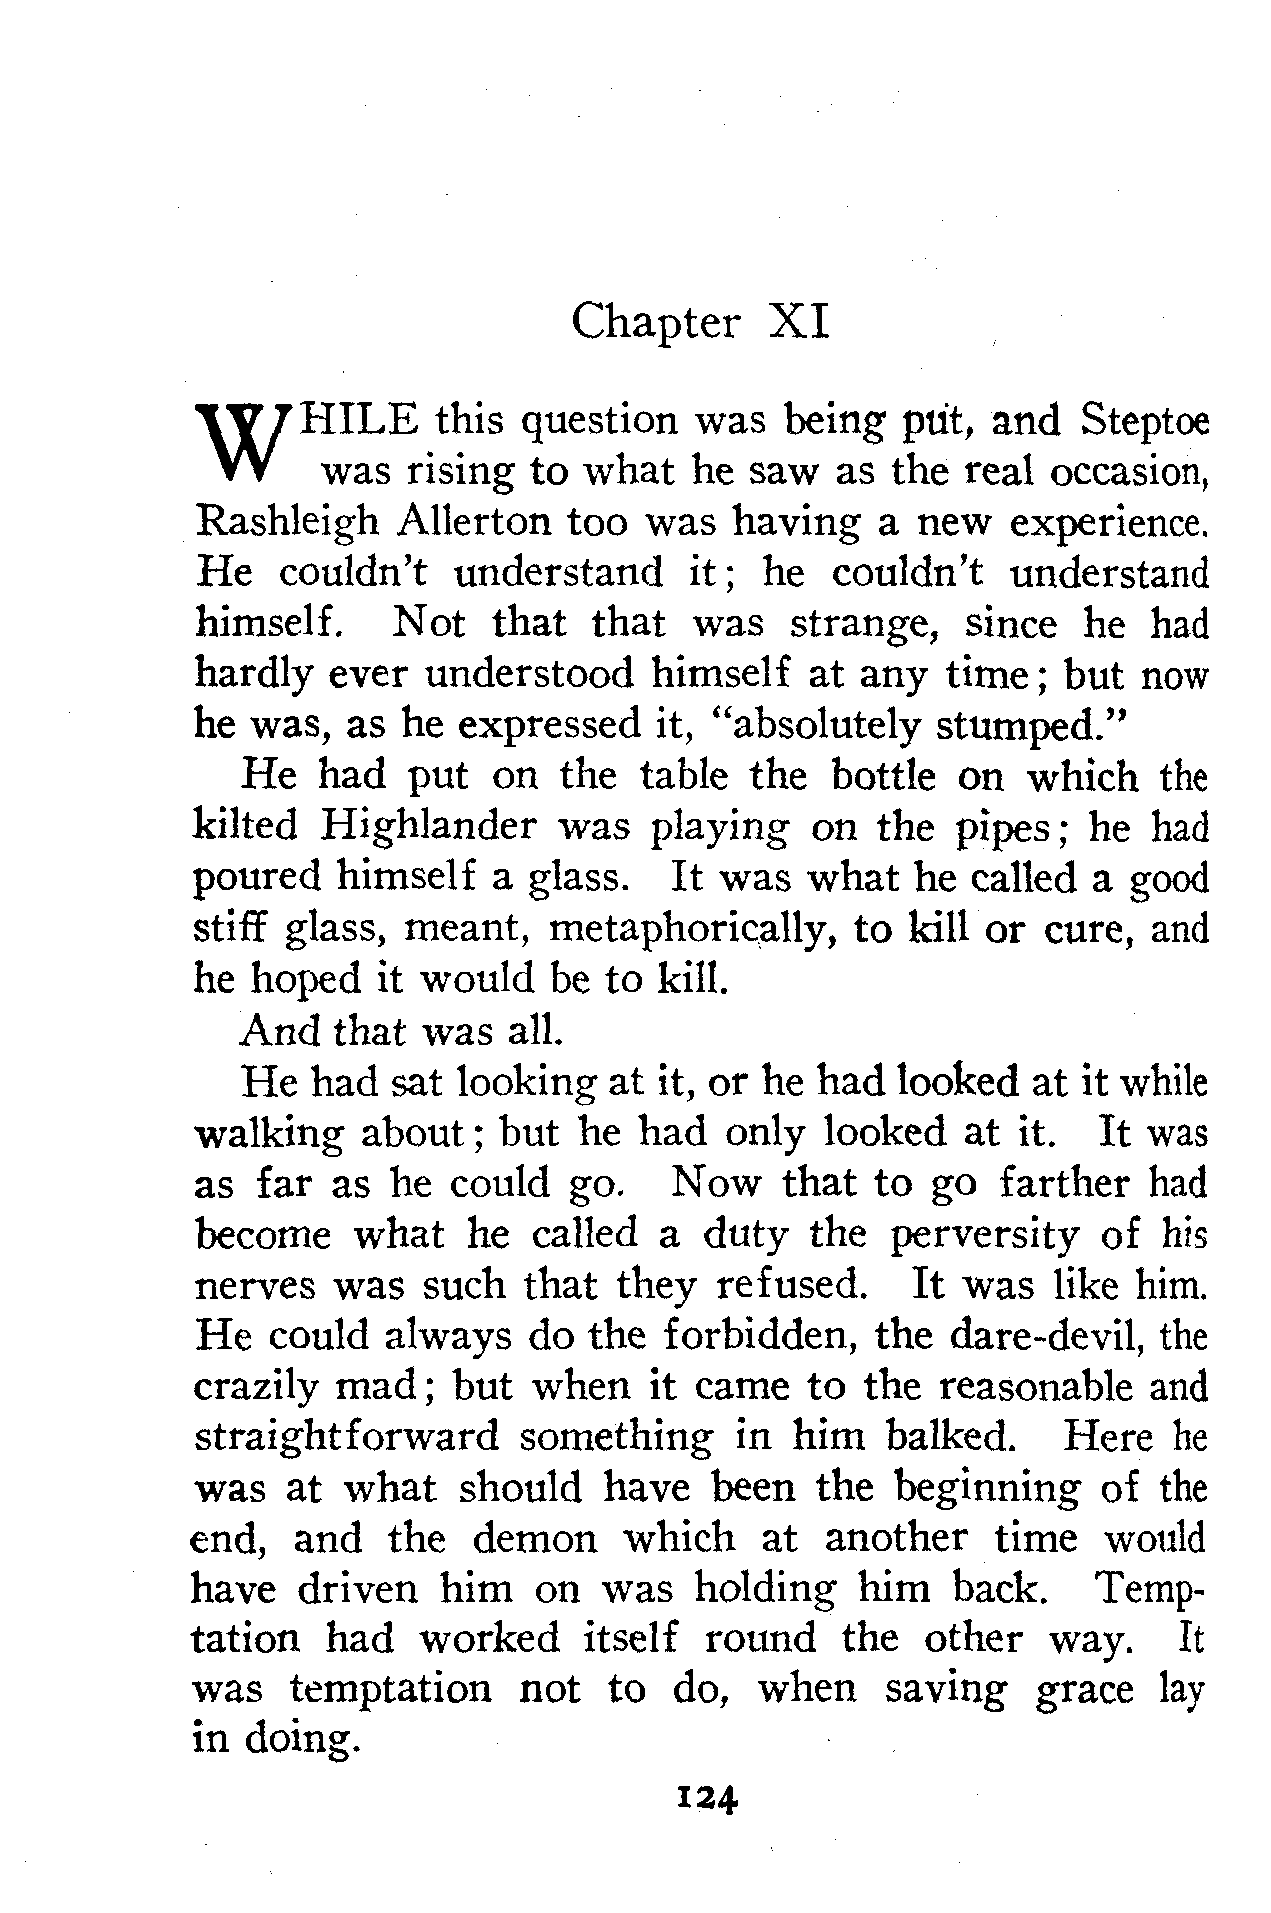 Chapter XI
WHILE this question was being put, and Steptoe
was rising to what he saw as the real occasion,
Rashleigh Allerton too was having a new experience.
He couldn't understand it; he couldn't understand
himself. Not that that was strange, since he had
hardly ever understood himself at any time; but now
he was, as he expressed it, “absolutely stumped.”
He had put on the table the bottle on which the
kilted Highlander was playing on the pipes; he had
poured himself a glass. It was what he called a good
stiff glass, meant, metaphorically, to kill or cure, and
he hoped it would be to kill.
And that was all.
He had sat looking at it, or he had looked at it while
walking about; but he had only looked at it. It was
as far as he could go. Now that to go farther had
become what he called a duty the perversity of his
nerves was such that they refused. It was like him.
He could always do the forbidden, the dare-devil, the
crazily mad; but when it came to the reasonable and
straightforward something in him balked. Here he
was at what should have been the beginning of the
end, and the demon which at another time would
have driven him on was holding him back. Temp-
tation had worked itself round the other way. It
was temptation not to do, when saving grace lay
in doing.
124